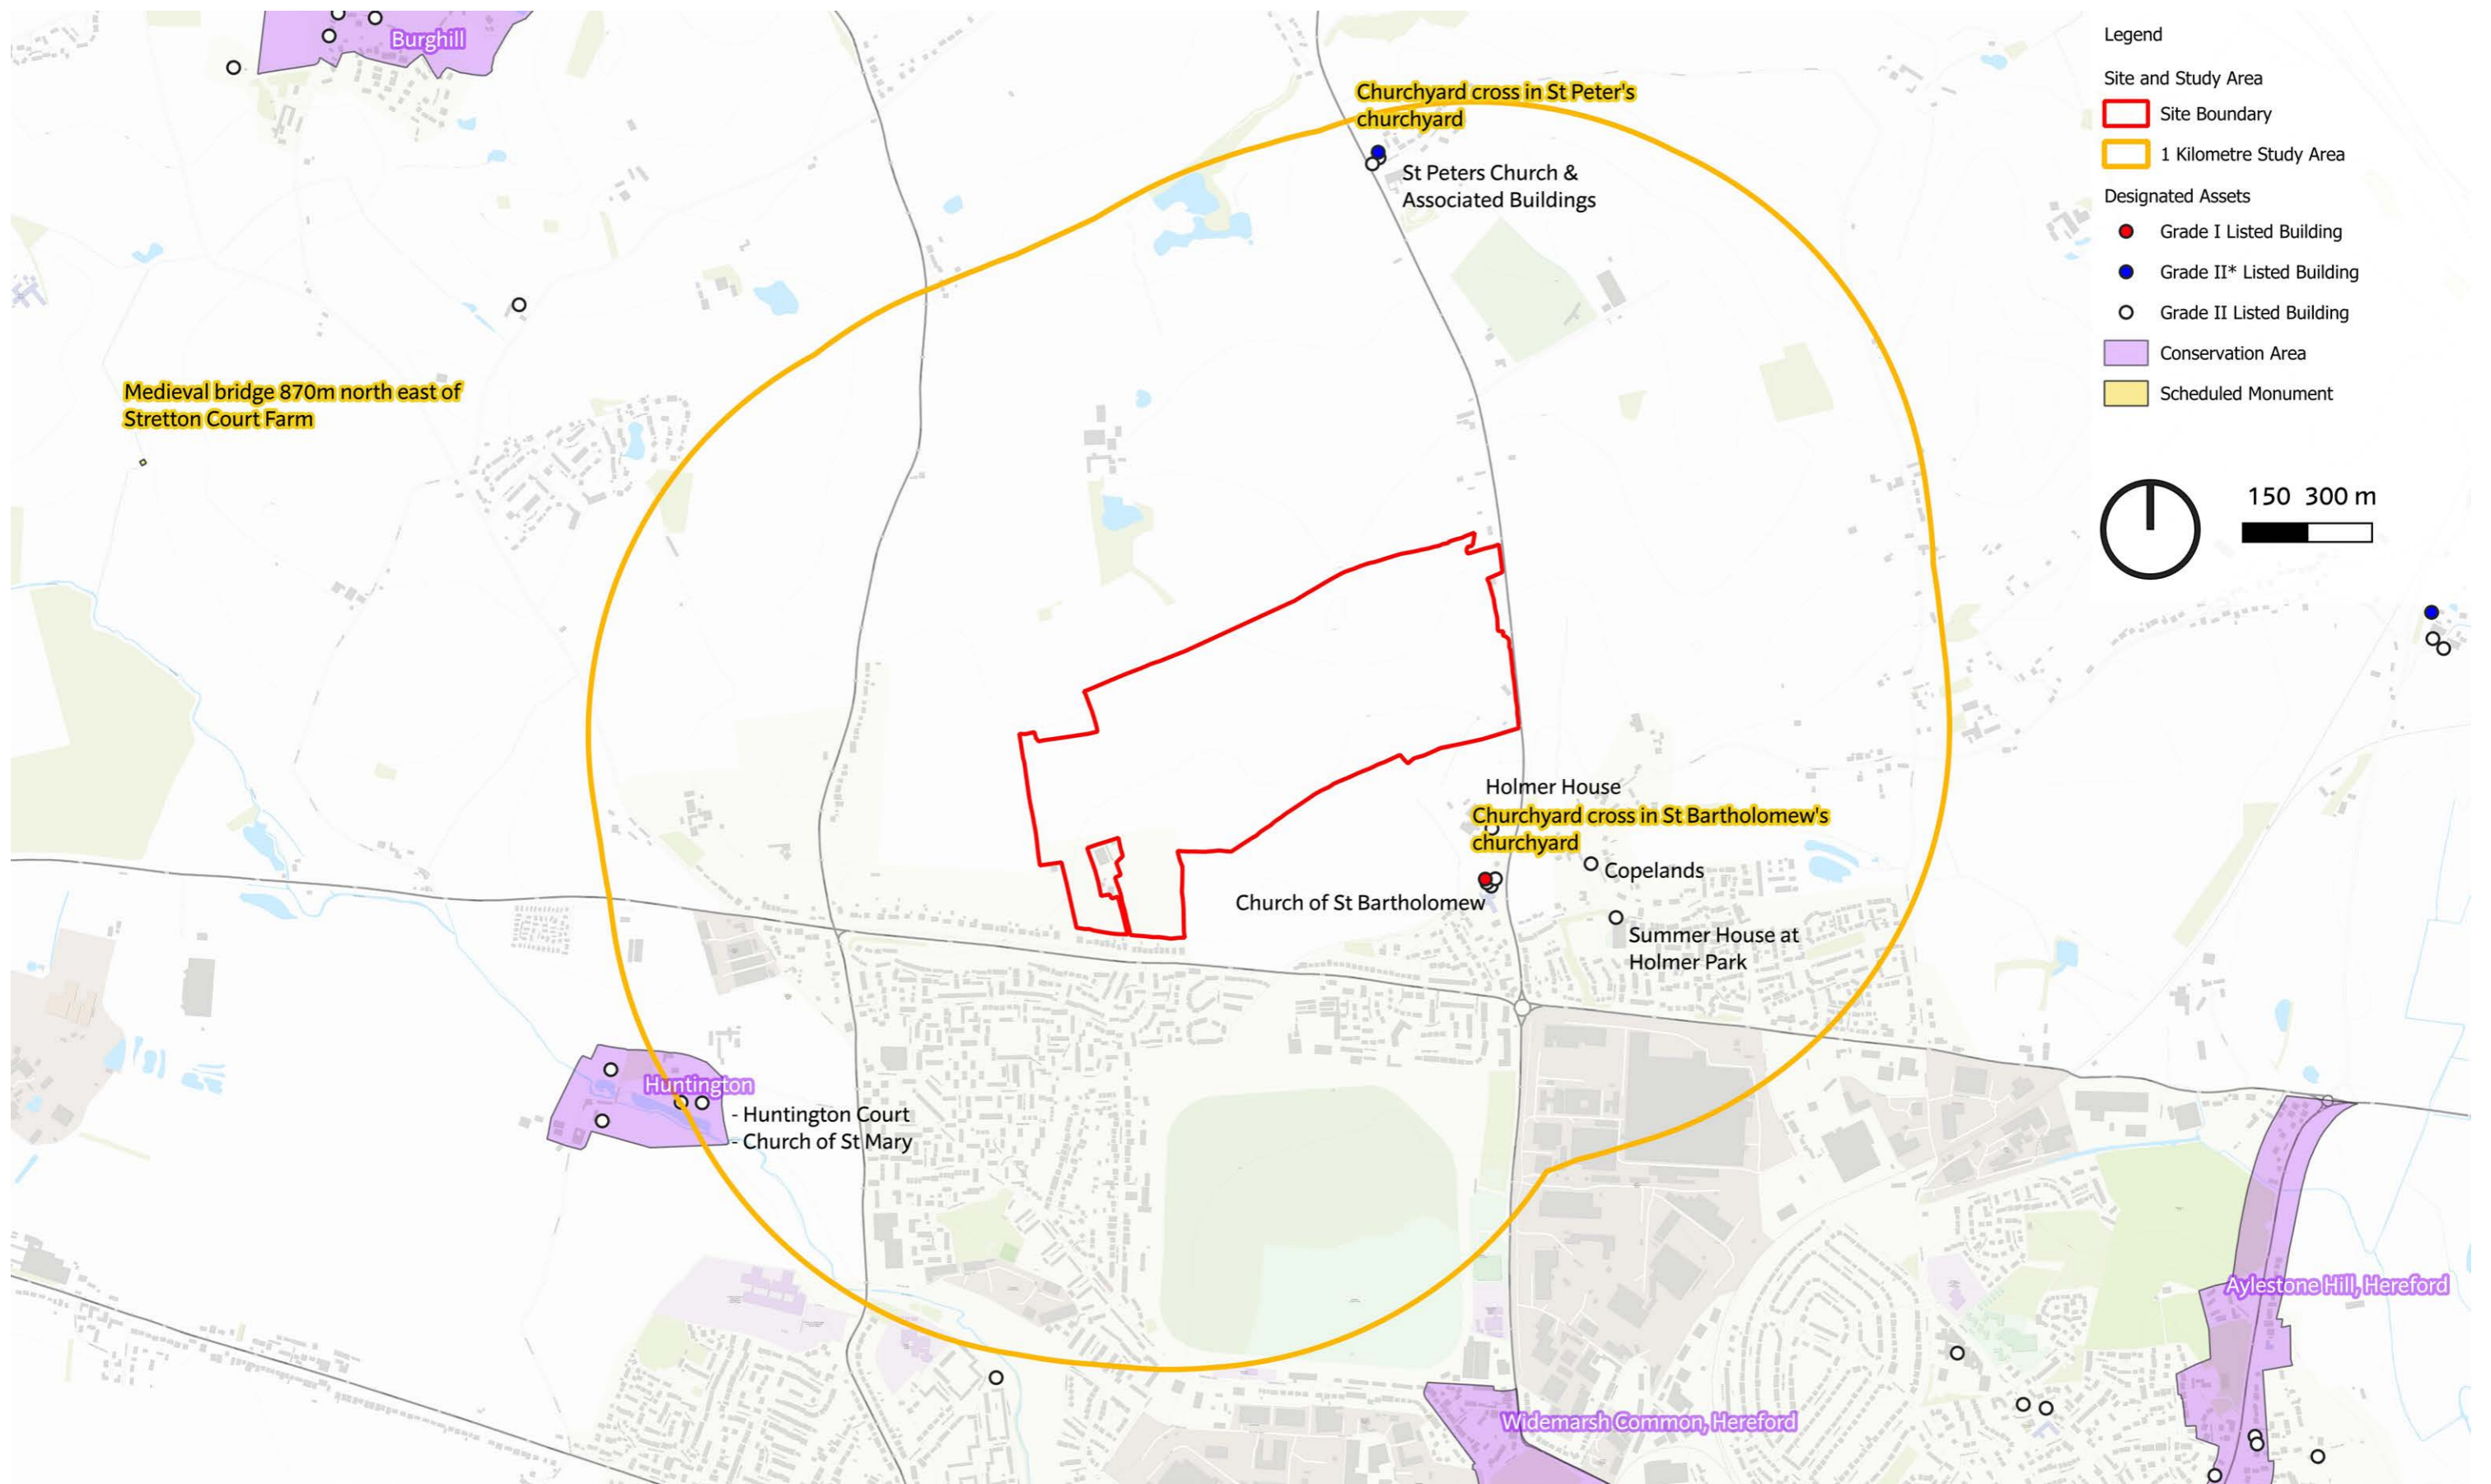 Burghill
Churchyard cross in St Peter's
churchyard
St Peters Church &
Associated Buildings
Medieval bridge 870m north east of
Stretton Court Farm
Holmer House
Churchyard cross in St Bartholomew's
churchyard
Copelands
Church of St Bartholomew
Summer House at
Holmer Park
Huntington
- Huntington Court
- Church of St Mary
Aylestone Hill, Hereford
Widemarsh Common, Hereford
Legend
Site and Study Area
Site Boundary
1 Kilometre Study Area
Designated Assets
Grade I Listed Building
Grade II* Listed Building
Grade II Listed Building
Conservation Area
Scheduled Monument
150 300 m